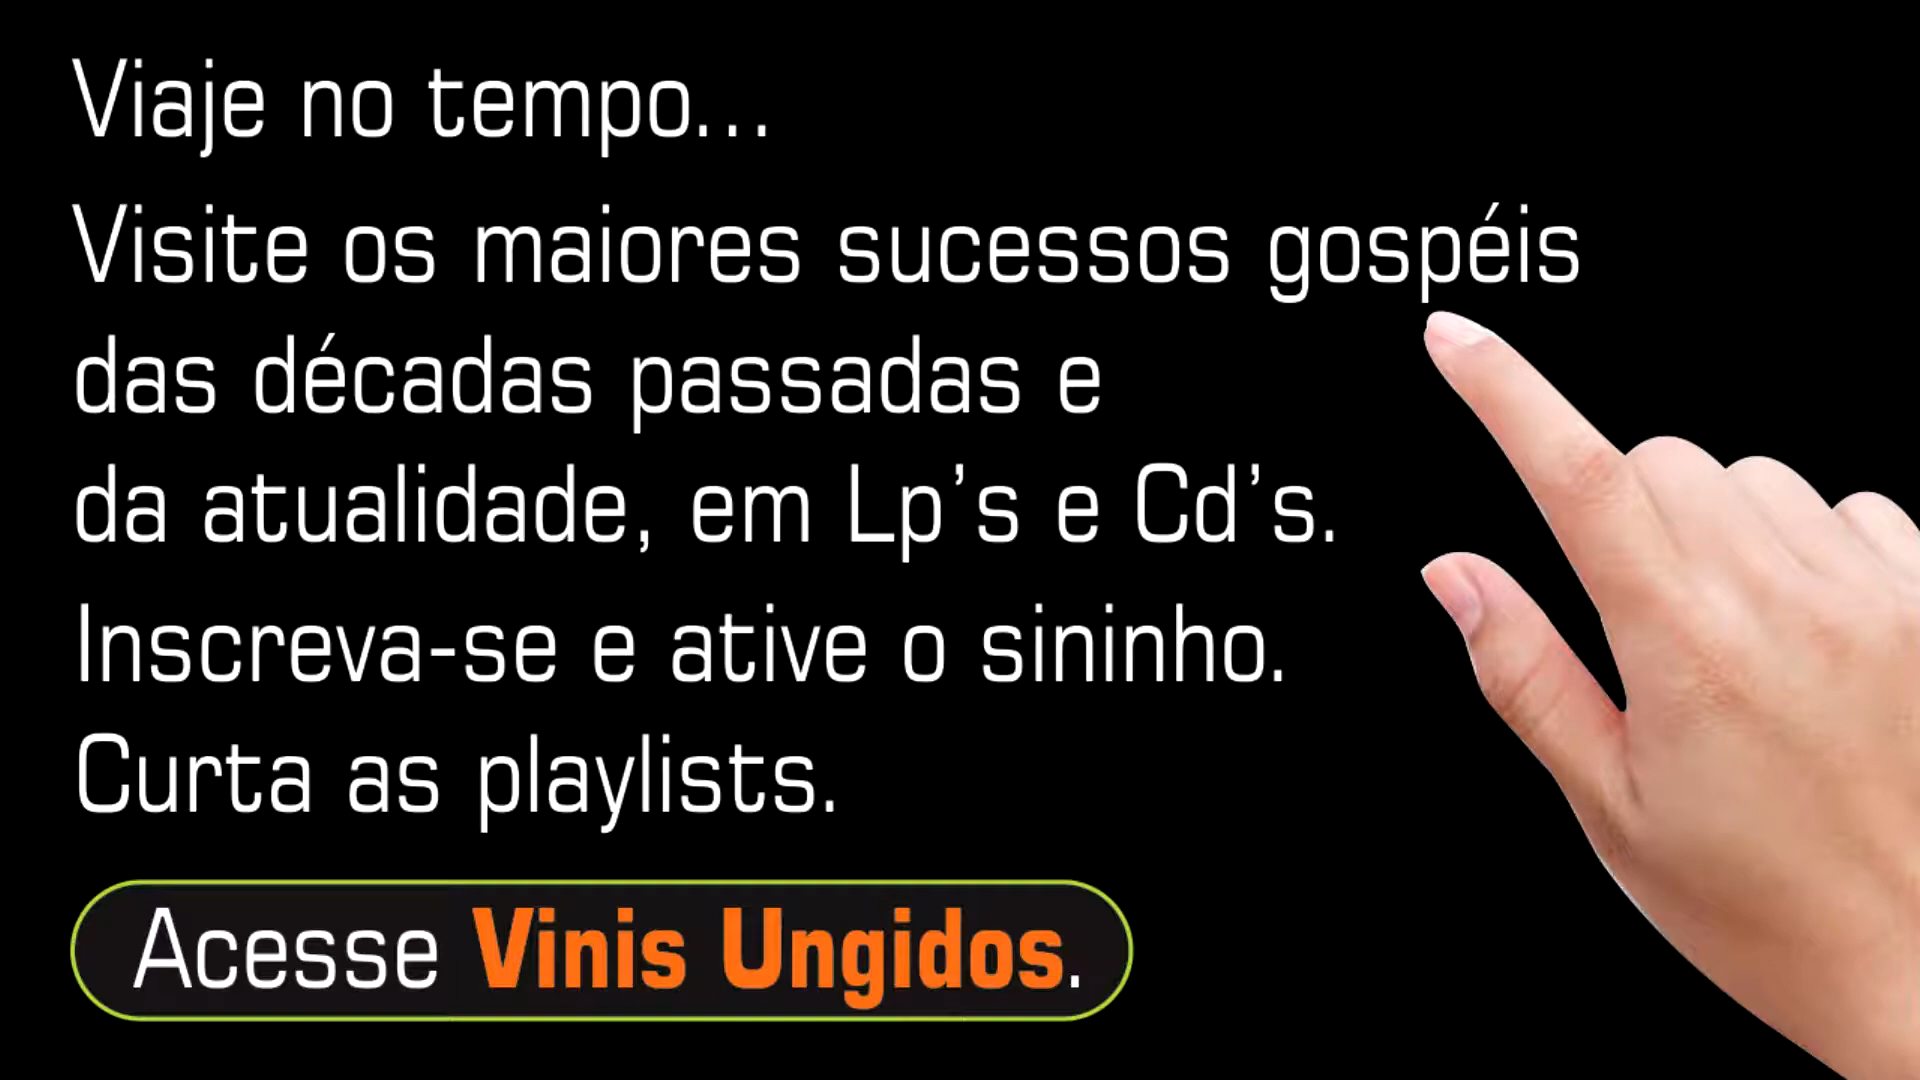 Viaje no tempo...
Visite os maiores sucessos gospéis
das décadas passadas e
da atualidade, em Lp’s e Cd’s.
Inscreva-se e ative o sininho.
Curta as playlists.
Acesse Vinis Ungidos.